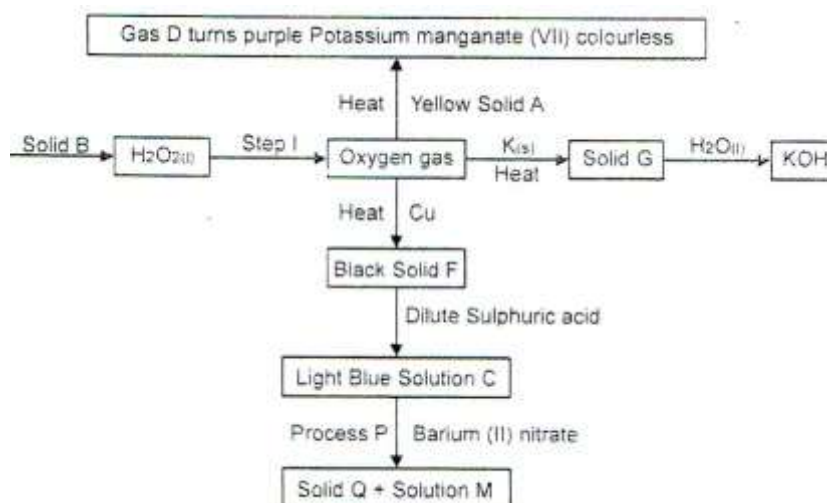 Gas D turns purple Potassium manganate (VII) colourless
Heat Yellow Solid A
Solid B H₂O₂(l) Step I Oxygen gas K(s) Heat Solid G H₂O(l) KOH
Heat Cu
Black Solid F
Dilute Sulphuric acid
Light Blue Solution C
Process P Barium (II) nitrate
Solid Q + Solution M